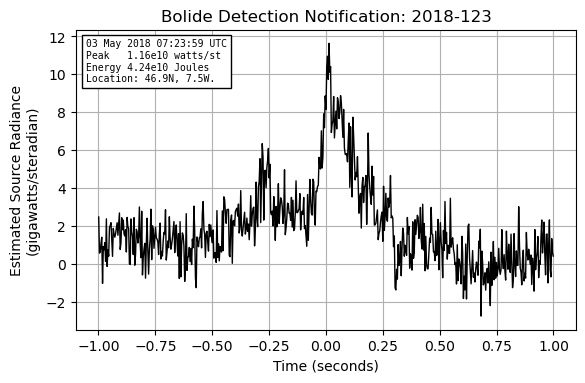 Bolide Detection Notification: 2018-123
03 May 2018 07:23:59 UTC
Peak   1.16e10 watts/st
Energy 4.24e10 Joules
Location: 46.9N, 7.5W.
Estimated Source Radiance
(gigawatts/steradian)
12
10
8
6
4
2
0
−2
−1.00 −0.75 −0.50 −0.25 0.00 0.25 0.50 0.75 1.00
Time (seconds)